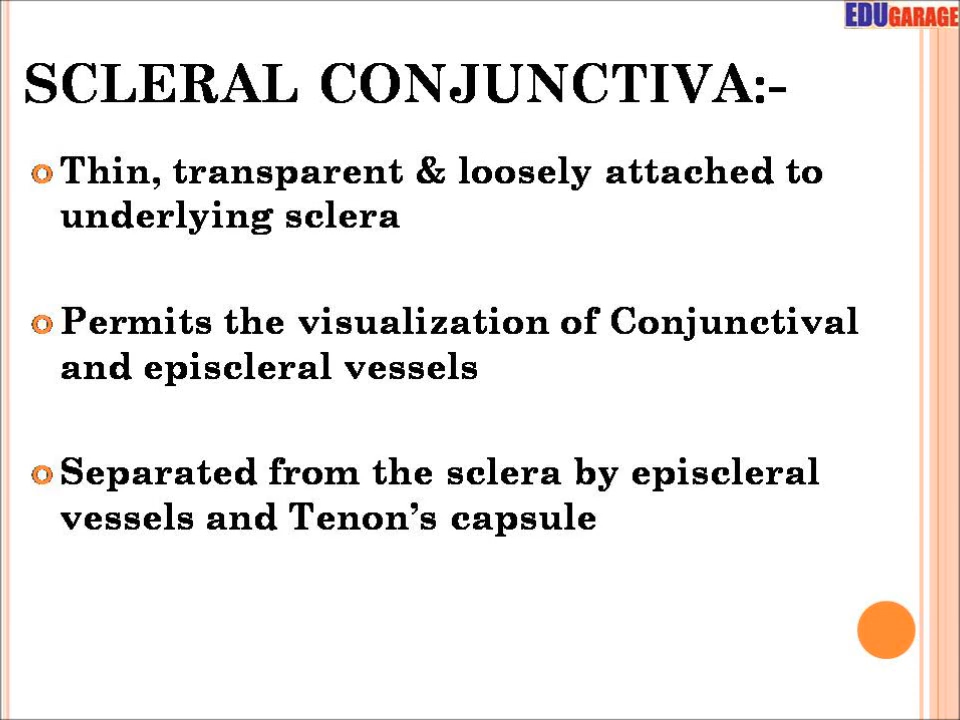 EDUGARAGE
SCLERAL CONJUNCTIVA:-
Thin, transparent & loosely attached to
underlying sclera
Permits the visualization of Conjunctival
and episcleral vessels
Separated from the sclera by episcleral
vessels and Tenon's capsule